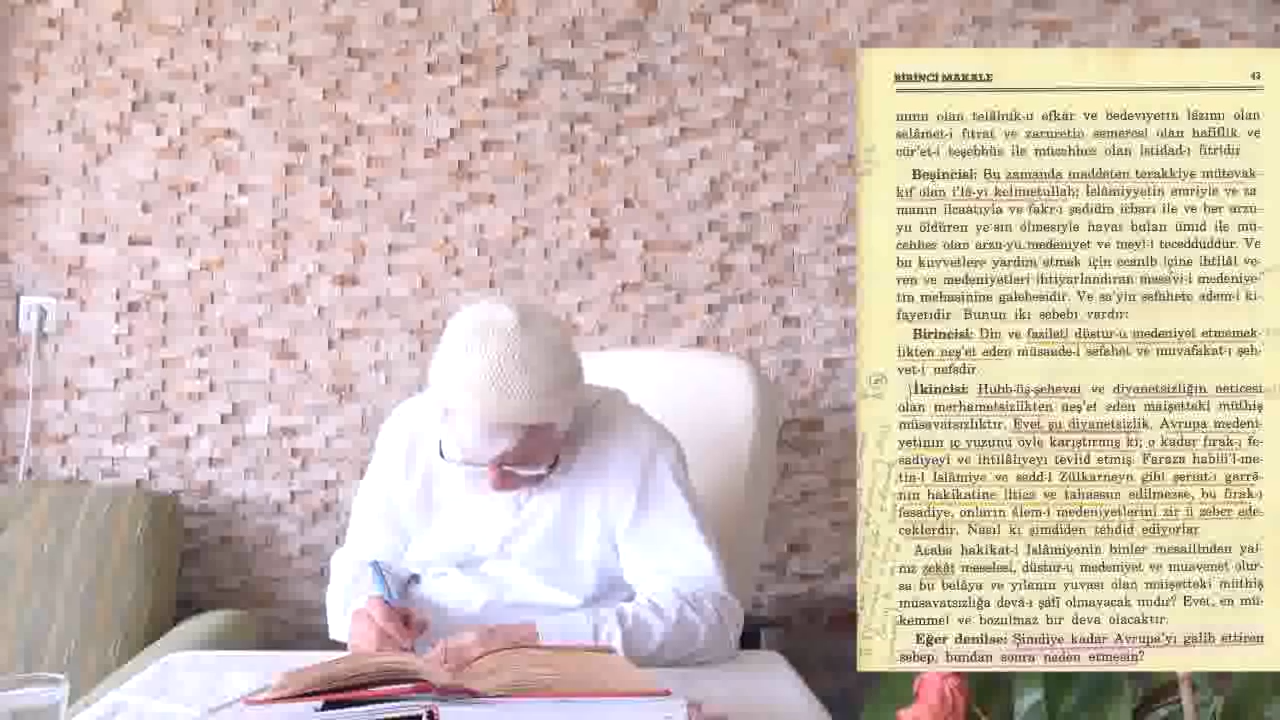 BİRİNCİ MAKALE 43
nunu olan telâhuk-u efkâr ve bedeviyetin lâzımı olan
selâmet-i fıtrat ve zaruretin semeresi olan hafiflik ve
cür'et-i teşebbüs ile mücehhez olan istidad-ı fıtrîdir
Beşincisi: Bu zamanda maddeten terakkiye mütevak-
kıf olan i'lâ-yı kelmetullah; İslâmiyyetin emriyle ve za-
manın ilcaatıyla ve fakr-ı şedidin icbarı ile ve her arzu-
yu öldüren ye'sin ölmesiyle hayat bulan ümid ile mü-
cehhez olan arzu-yu medeniyet ve meyl-i teceddüddür. Ve
bu kuvvetlere yardım etmek için ecanib içine ihtilâl ve-
ren ve medeniyetleri ihtiyarlandıran mesavi-i medeniye-
tin mehasinine galebesidir. Ve sa'yin sefahete adem-i ki-
fayetidir Bunun iki sebebi vardır:
Birincisi: Din ve fazileti düstur-u medeniyet etmemek-
likten neş'et eden müsaade-i sefahet ve muvafakat-ı şeh-
vet-i nefsdir
İkincisi: Hubb-üş-şehevat ve diyanetsizliğin neticesi
olan merhametsizlikten neş'et eden maişetteki müthiş
müsavatsızlıktır. Evet şu diyanetsizlik, Avrupa medeni-
yetinin iç yüzünü öyle karıştırmış ki; o kadar fırak-ı fe-
sadiyeyi ve ihtilâliyeyi tevlid etmiş Faraza hablü'l-me-
tin-i İslâmiye ve sedd-i Zülkarneyn gibi şeriat-ı garrâ-
nın hakikatine iltica ve tahassun edilmezse, bu fırak-ı
fesadiye, onların âlem-i medeniyetlerini zir ü zeber ede-
ceklerdir. Nasıl ki şimdiden tehdid ediyorlar
Acaba hakikat-i İslâmiyenin binler mesailinden yal-
nız zekât meselesi, düstur-u medeniyet ve muavenet olur-
sa bu belâya ve yılanın yuvası olan maişetteki müthiş
müsavatsızlığa devâ-ı şâfî olmayacak mıdır? Evet, en mü-
kemmel ve bozulmaz bir deva olacaktır.
Eğer denilse: Şimdiye kadar Avrupa'yı galib ettiren
sebep, bundan sonra neden etmesin?